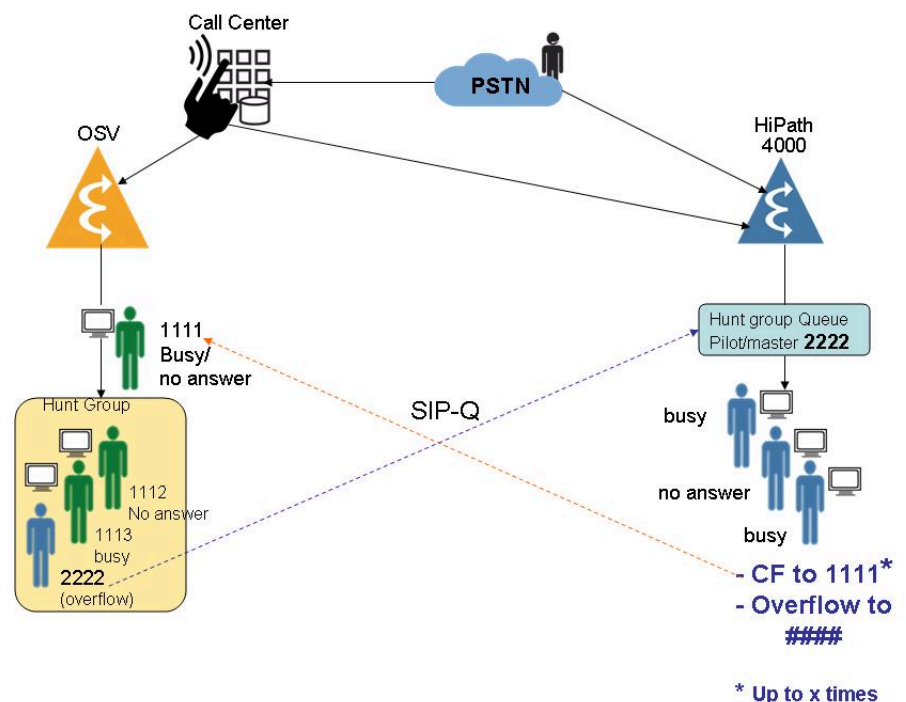 Call Center
PSTN
OSV
HiPath
4000
1111
Busy/
no answer
Hunt group Queue
Pilot/master 2222
Hunt Group
1112
No answer
1113
busy
2222
(overflow)
SIP-Q
busy
no answer
busy
- CF to 1111*
- Overflow to
####
* Up to x times